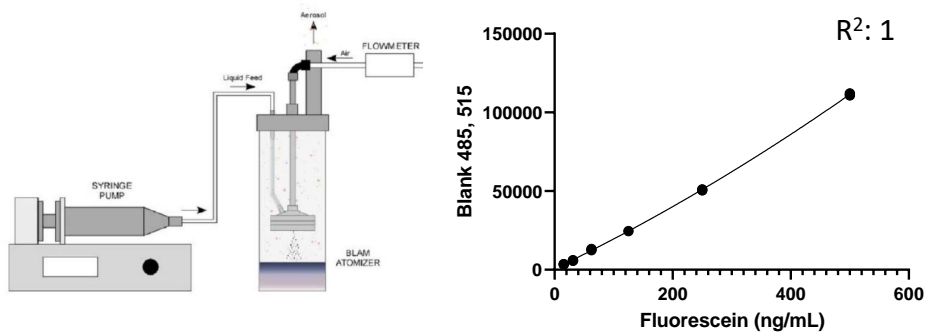 Aerosol
Air
FLOWMETER
Liquid Feed
SYRINGE
PUMP
BLAM
ATOMIZER
R²: 1
150000
100000
50000
0
Blank 485, 515
0 200 400 600
Fluorescein (ng/mL)